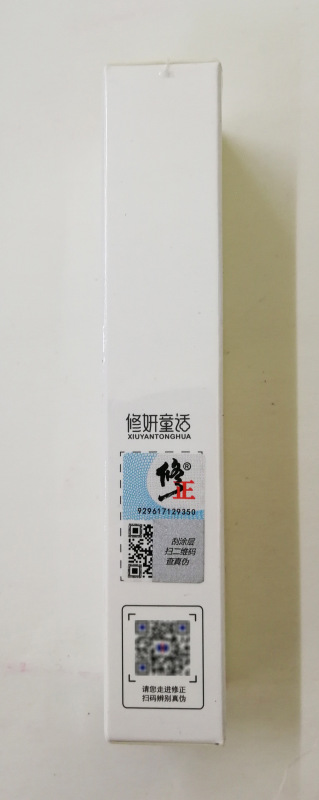 修妍童话
XIUYANTONGHUA
修正®
929617129350
刮涂层
扫二维码
查真伪
请您走进修正
扫码辨别真伪